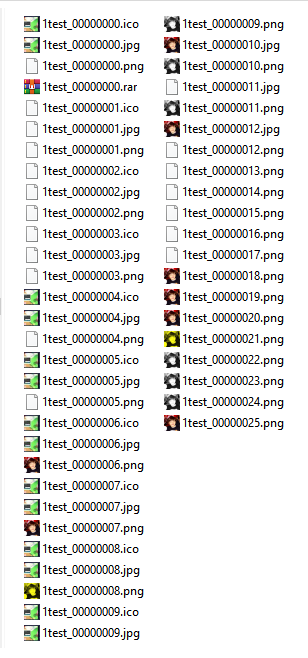 1test_00000000.ico
1test_00000000.jpg
1test_00000000.png
1test_00000000.rar
1test_00000001.ico
1test_00000001.jpg
1test_00000001.png
1test_00000002.ico
1test_00000002.jpg
1test_00000002.png
1test_00000003.ico
1test_00000003.jpg
1test_00000003.png
1test_00000004.ico
1test_00000004.jpg
1test_00000004.png
1test_00000005.ico
1test_00000005.jpg
1test_00000005.png
1test_00000006.ico
1test_00000006.jpg
1test_00000006.png
1test_00000007.ico
1test_00000007.jpg
1test_00000007.png
1test_00000008.ico
1test_00000008.jpg
1test_00000008.png
1test_00000009.ico
1test_00000009.jpg
1test_00000009.png
1test_00000010.jpg
1test_00000010.png
1test_00000011.jpg
1test_00000011.png
1test_00000012.jpg
1test_00000012.png
1test_00000013.png
1test_00000014.png
1test_00000015.png
1test_00000016.png
1test_00000017.png
1test_00000018.png
1test_00000019.png
1test_00000020.png
1test_00000021.png
1test_00000022.png
1test_00000023.png
1test_00000024.png
1test_00000025.png